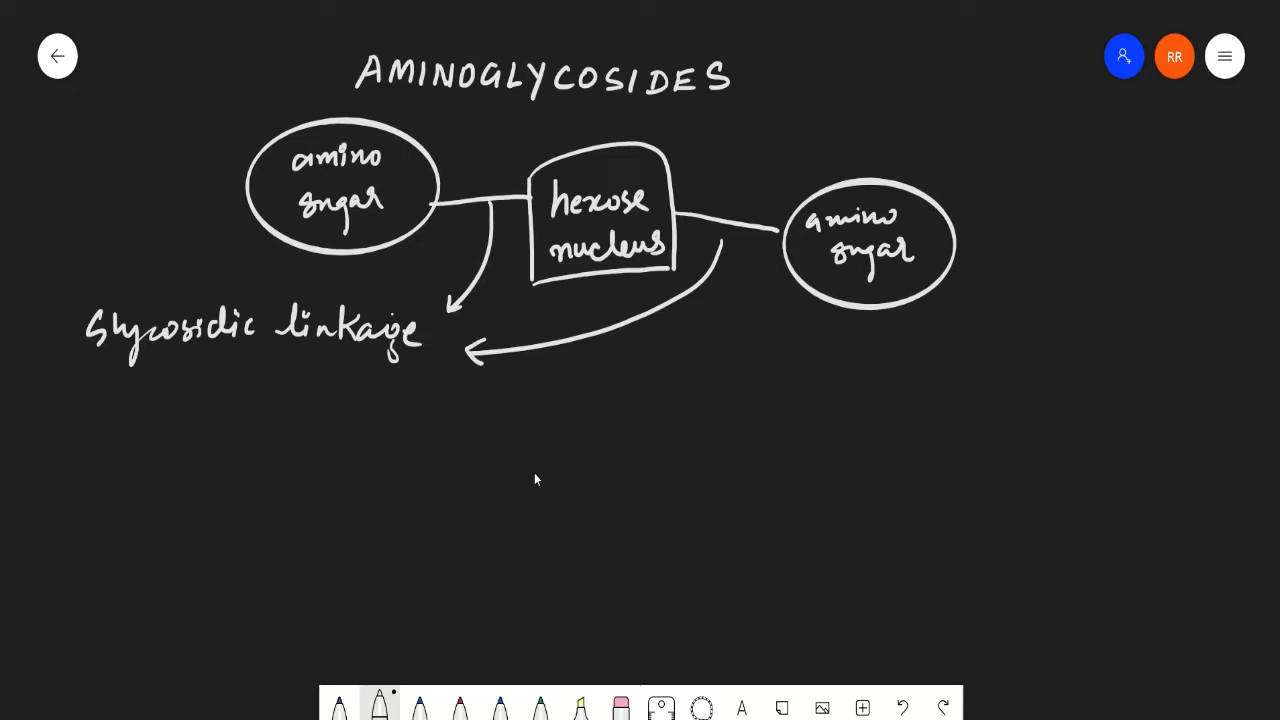 RR
AMINOGLYCOSIDES
amino
sugar
hexose
nucleus
amino
sugar
Glycosidic linkage
A